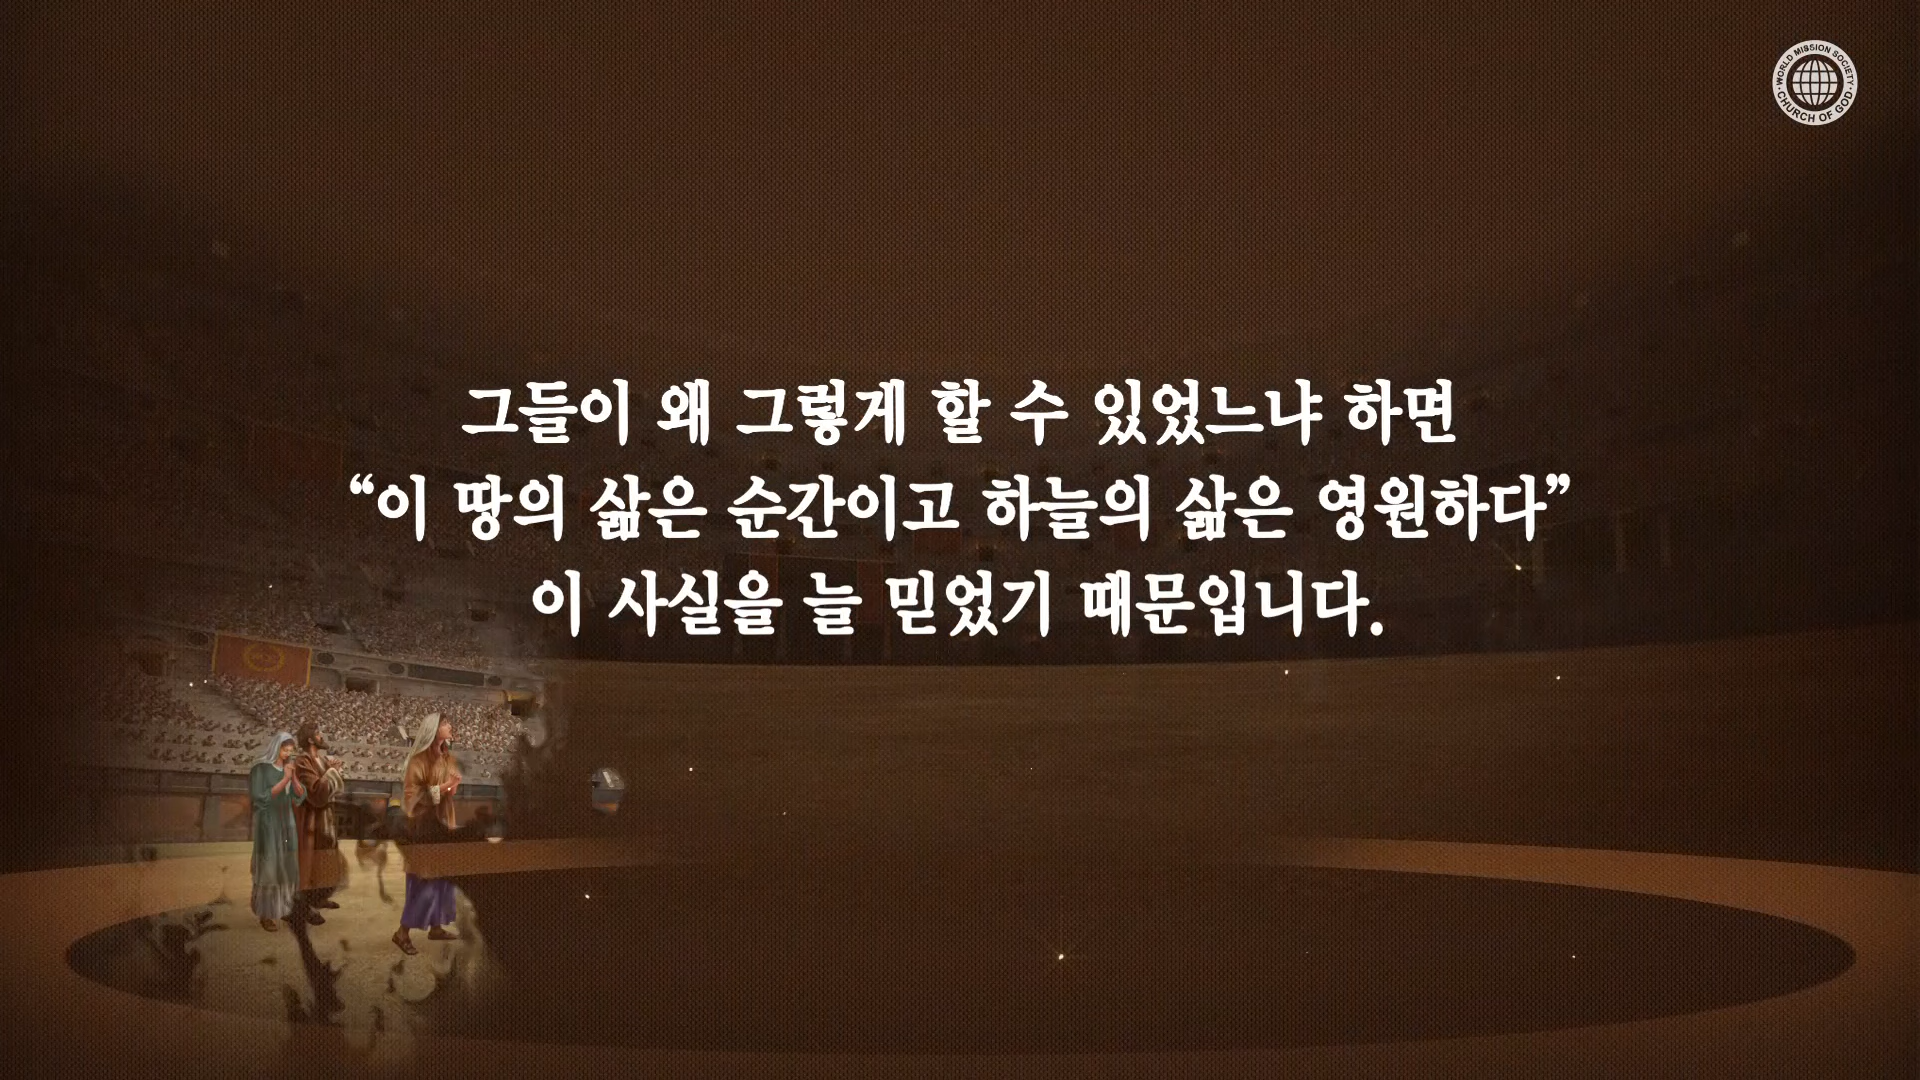 WORLD MISSION SOCIETY
CHURCH OF GOD
그들이 왜 그렇게 할 수 있었느냐 하면
“이 땅의 삶은 순간이고 하늘의 삶은 영원하다”
이 사실을 늘 믿었기 때문입니다.